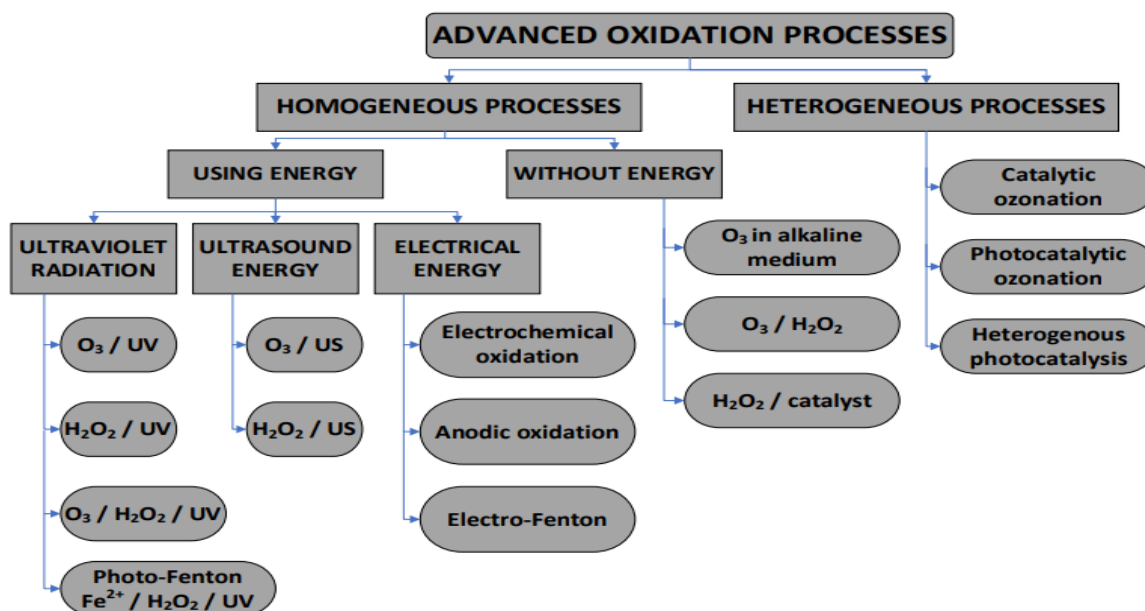 ADVANCED OXIDATION PROCESSES
HOMOGENEOUS PROCESSES
HETEROGENEOUS PROCESSES
USING ENERGY
WITHOUT ENERGY
ULTRAVIOLET
RADIATION
ULTRASOUND
ENERGY
ELECTRICAL
ENERGY
O₃ / UV
H₂O₂ / UV
O₃ / H₂O₂ / UV
Photo-Fenton
Fe²⁺ / H₂O₂ / UV
O₃ / US
H₂O₂ / US
Electrochemical
oxidation
Anodic oxidation
Electro-Fenton
O₃ in alkaline
medium
O₃ / H₂O₂
H₂O₂ / catalyst
Catalytic
ozonation
Photocatalytic
ozonation
Heterogenous
photocatalysis